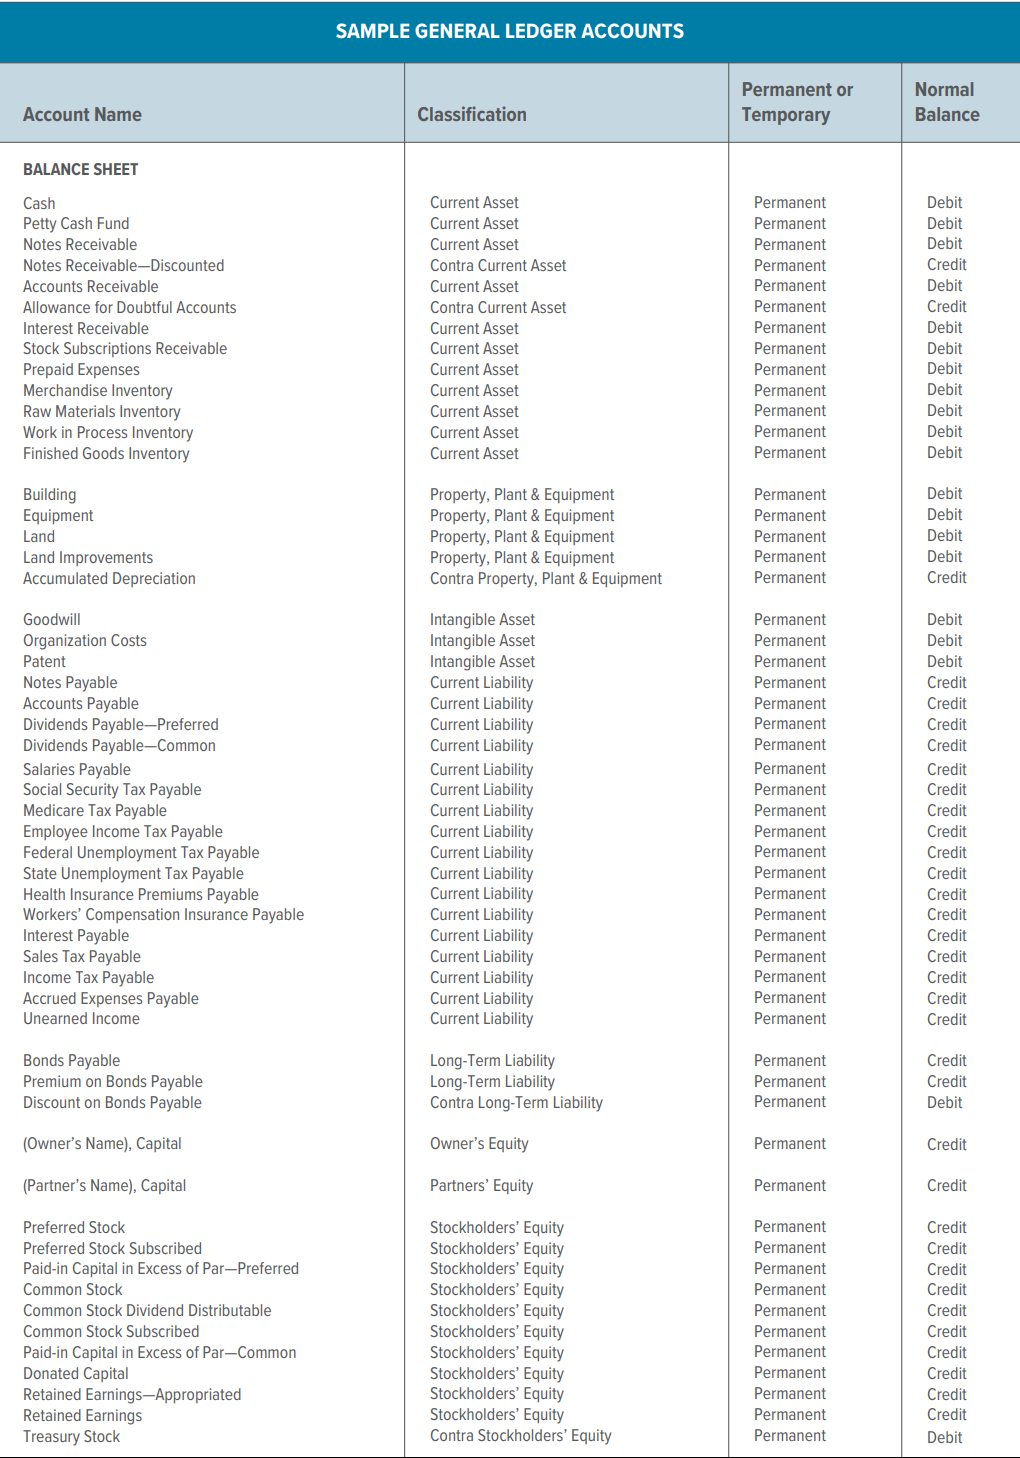 SAMPLE GENERAL LEDGER ACCOUNTS
Account Name Classification Permanent or Temporary Normal Balance
BALANCE SHEET
Cash Current Asset Permanent Debit
Petty Cash Fund Current Asset Permanent Debit
Notes Receivable Current Asset Permanent Debit
Notes Receivable—Discounted Contra Current Asset Permanent Credit
Accounts Receivable Current Asset Permanent Debit
Allowance for Doubtful Accounts Contra Current Asset Permanent Credit
Interest Receivable Current Asset Permanent Debit
Stock Subscriptions Receivable Current Asset Permanent Debit
Prepaid Expenses Current Asset Permanent Debit
Merchandise Inventory Current Asset Permanent Debit
Raw Materials Inventory Current Asset Permanent Debit
Work in Process Inventory Current Asset Permanent Debit
Finished Goods Inventory Current Asset Permanent Debit
Building Property, Plant & Equipment Permanent Debit
Equipment Property, Plant & Equipment Permanent Debit
Land Property, Plant & Equipment Permanent Debit
Land Improvements Property, Plant & Equipment Permanent Debit
Accumulated Depreciation Contra Property, Plant & Equipment Permanent Credit
Goodwill Intangible Asset Permanent Debit
Organization Costs Intangible Asset Permanent Debit
Patent Intangible Asset Permanent Debit
Notes Payable Current Liability Permanent Credit
Accounts Payable Current Liability Permanent Credit
Dividends Payable—Preferred Current Liability Permanent Credit
Dividends Payable—Common Current Liability Permanent Credit
Salaries Payable Current Liability Permanent Credit
Social Security Tax Payable Current Liability Permanent Credit
Medicare Tax Payable Current Liability Permanent Credit
Employee Income Tax Payable Current Liability Permanent Credit
Federal Unemployment Tax Payable Current Liability Permanent Credit
State Unemployment Tax Payable Current Liability Permanent Credit
Health Insurance Premiums Payable Current Liability Permanent Credit
Workers' Compensation Insurance Payable Current Liability Permanent Credit
Interest Payable Current Liability Permanent Credit
Sales Tax Payable Current Liability Permanent Credit
Income Tax Payable Current Liability Permanent Credit
Accrued Expenses Payable Current Liability Permanent Credit
Unearned Income Current Liability Permanent Credit
Bonds Payable Long-Term Liability Permanent Credit
Premium on Bonds Payable Long-Term Liability Permanent Credit
Discount on Bonds Payable Contra Long-Term Liability Permanent Debit
(Owner's Name), Capital Owner's Equity Permanent Credit
(Partner's Name), Capital Partners' Equity Permanent Credit
Preferred Stock Stockholders' Equity Permanent Credit
Preferred Stock Subscribed Stockholders' Equity Permanent Credit
Paid-in Capital in Excess of Par—Preferred Stockholders' Equity Permanent Credit
Common Stock Stockholders' Equity Permanent Credit
Common Stock Dividend Distributable Stockholders' Equity Permanent Credit
Common Stock Subscribed Stockholders' Equity Permanent Credit
Paid-in Capital in Excess of Par—Common Stockholders' Equity Permanent Credit
Donated Capital Stockholders' Equity Permanent Credit
Retained Earnings—Appropriated Stockholders' Equity Permanent Credit
Retained Earnings Stockholders' Equity Permanent Credit
Treasury Stock Contra Stockholders' Equity Permanent Debit